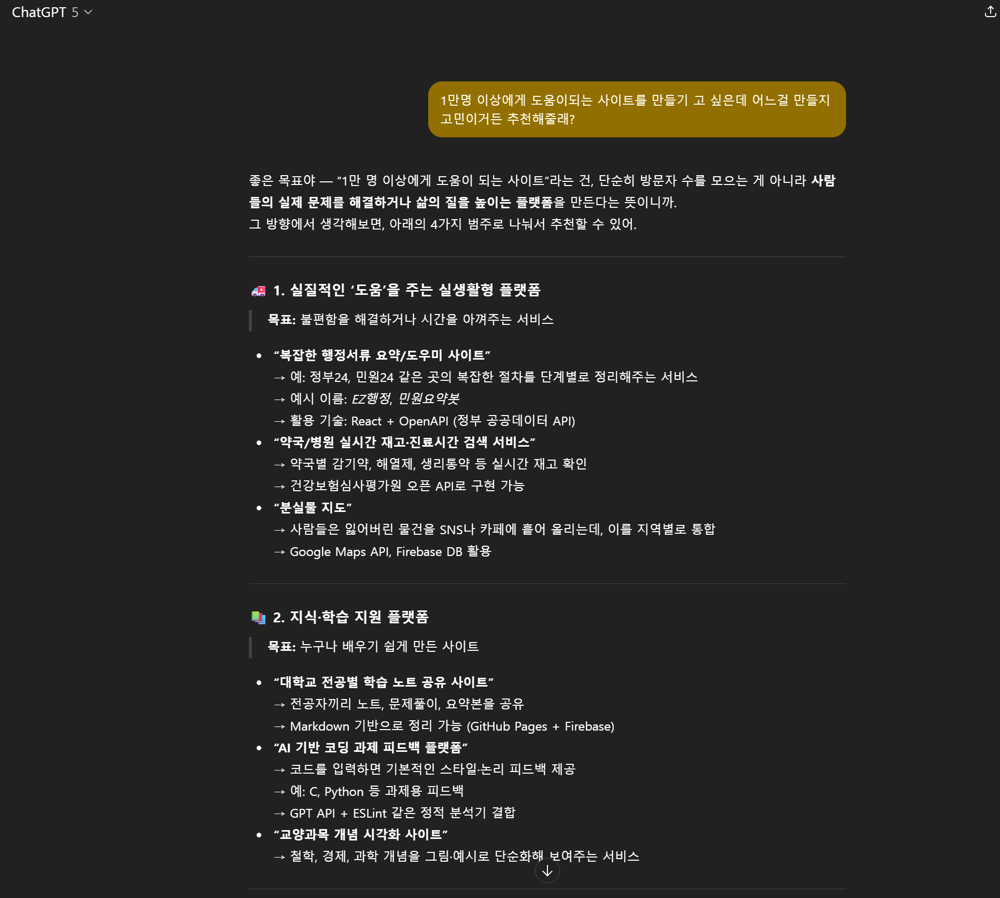 ChatGPT 5
1만명 이상에게 도움이되는 사이트를 만들기 고 싶은데 어느걸 만들지
고민이거든 추천해줄래?
좋은 목표야 — “1만 명 이상에게 도움이 되는 사이트”라는 건, 단순히 방문자 수를 모으는 게 아니라 사람
들의 실제 문제를 해결하거나 삶의 질을 높이는 플랫폼을 만든다는 뜻이니까.
그 방향에서 생각해보면, 아래의 4가지 범주로 나눠서 추천할 수 있어.
🚑 1. 실질적인 ‘도움’을 주는 실생활형 플랫폼
목표: 불편함을 해결하거나 시간을 아껴주는 서비스
• “복잡한 행정서류 요약/도우미 사이트”
→ 예: 정부24, 민원24 같은 곳의 복잡한 절차를 단계별로 정리해주는 서비스
→ 예시 이름: EZ행정, 민원요약봇
→ 활용 기술: React + OpenAPI (정부 공공데이터 API)
• “약국/병원 실시간 재고·진료시간 검색 서비스”
→ 약국별 감기약, 해열제, 생리통약 등 실시간 재고 확인
→ 건강보험심사평가원 오픈 API로 구현 가능
• “분실물 지도”
→ 사람들은 잃어버린 물건을 SNS나 카페에 흩어 올리는데, 이를 지역별로 통합
→ Google Maps API, Firebase DB 활용
📚 2. 지식·학습 지원 플랫폼
목표: 누구나 배우기 쉽게 만든 사이트
• “대학교 전공별 학습 노트 공유 사이트”
→ 전공자끼리 노트, 문제풀이, 요약본을 공유
→ Markdown 기반으로 정리 가능 (GitHub Pages + Firebase)
• “AI 기반 코딩 과제 피드백 플랫폼”
→ 코드를 입력하면 기본적인 스타일·논리 피드백 제공
→ 예: C, Python 등 과제용 피드백
→ GPT API + ESLint 같은 정적 분석기 결합
• “교양과목 개념 시각화 사이트”
→ 철학, 경제, 과학 개념을 그림·예시로 단순화해 보여주는 서비스